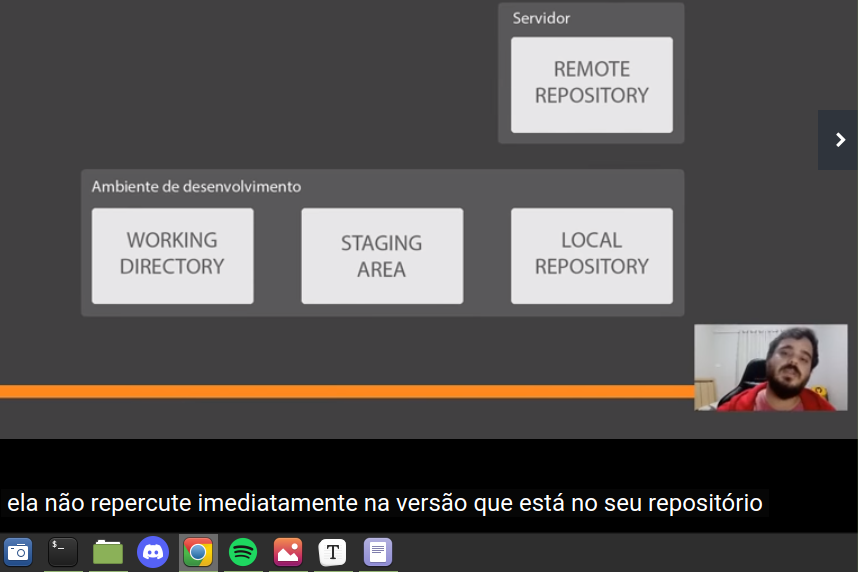 Servidor
REMOTE
REPOSITORY
Ambiente de desenvolvimento
WORKING
DIRECTORY
STAGING
AREA
LOCAL
REPOSITORY
ela não repercute imediatamente na versão que está no seu repositório
$_
T